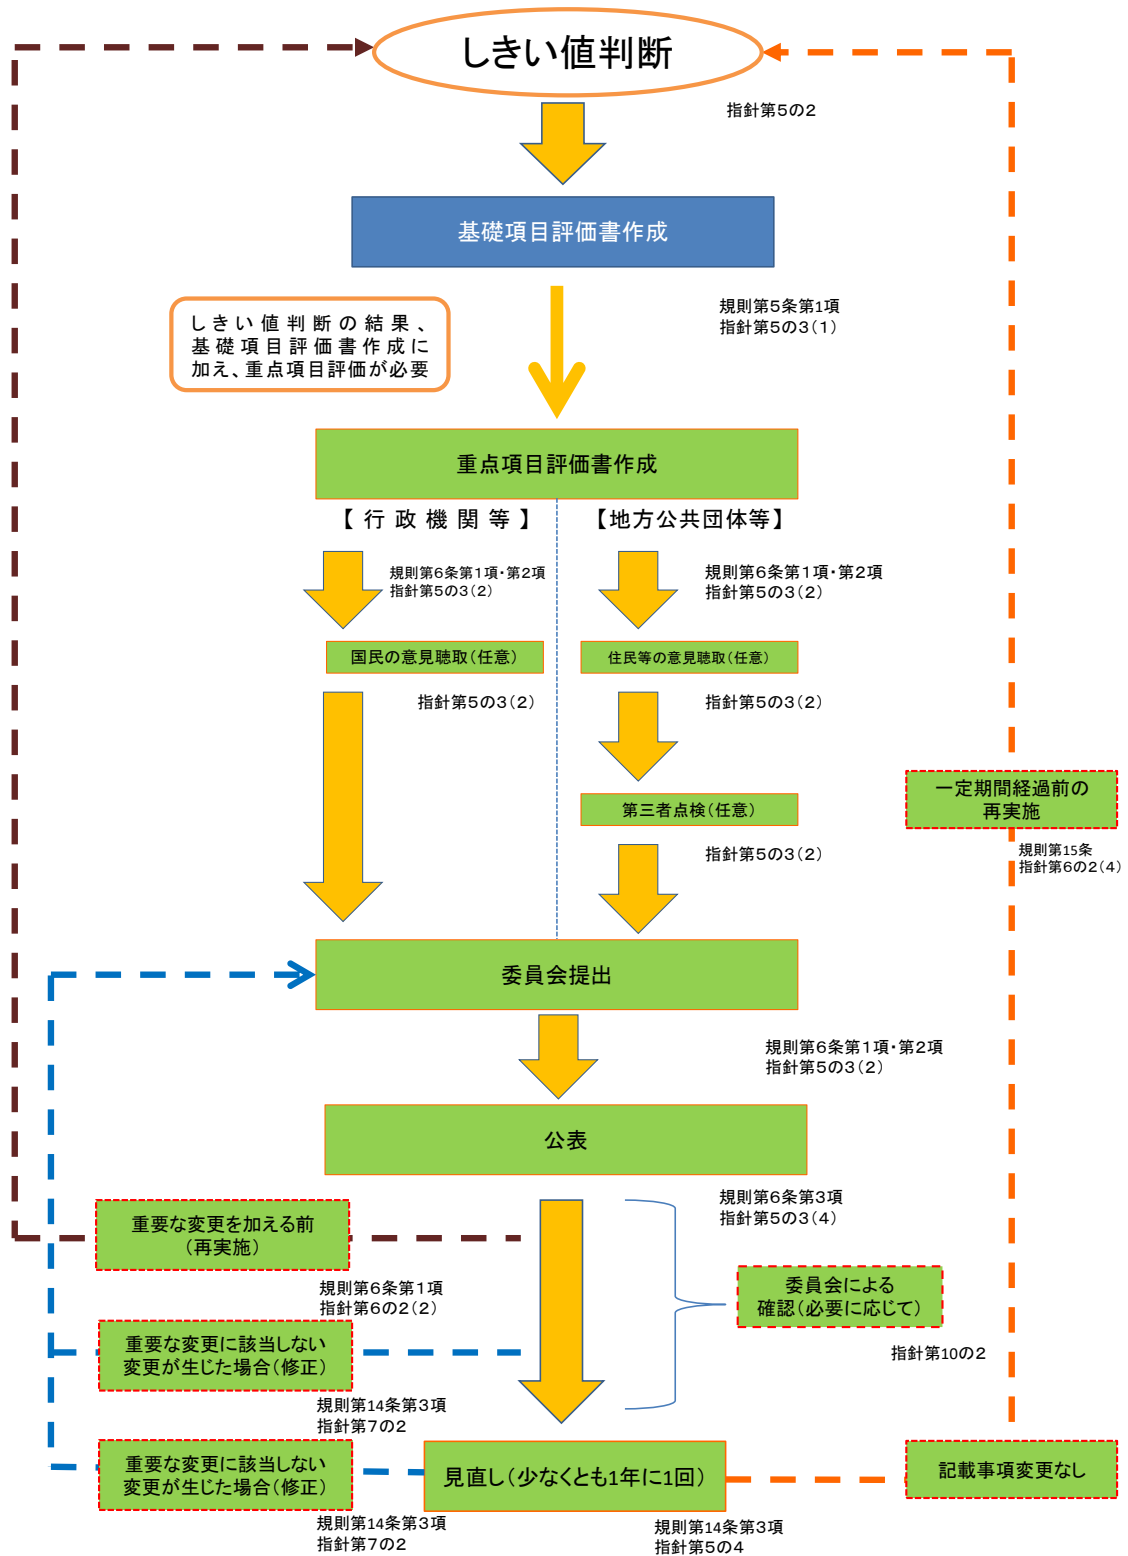 しきい値判断
指針第５の２
基礎項目評価書作成
規則第５条第1項
指針第５の３（１）
しきい値判断の結果、
基礎項目評価書作成に
加え、重点項目評価が必要
重点項目評価書作成
【行政機関等】
【地方公共団体等】
規則第６条第１項・第２項
指針第５の３（２）
規則第６条第１項・第２項
指針第５の３（２）
国民の意見聴取（任意）
住民等の意見聴取（任意）
指針第５の３（２）
指針第５の３（２）
一定期間経過前の
再実施
規則第15条
指針第６の２（４）
第三者点検（任意）
指針第５の３（２）
委員会提出
規則第６条第１項・第２項
指針第５の３（２）
公表
規則第６条第３項
指針第５の３（４）
重要な変更を加える前
（再実施）
規則第６条第１項
指針第６の２（２）
委員会による
確認（必要に応じて）
指針第10の２
重要な変更に該当しない
変更が生じた場合（修正）
規則第14条第３項
指針第７の２
重要な変更に該当しない
変更が生じた場合（修正）
規則第14条第３項
指針第７の２
見直し（少なくとも1年に1回）
規則第14条第３項
指針第５の４
記載事項変更なし